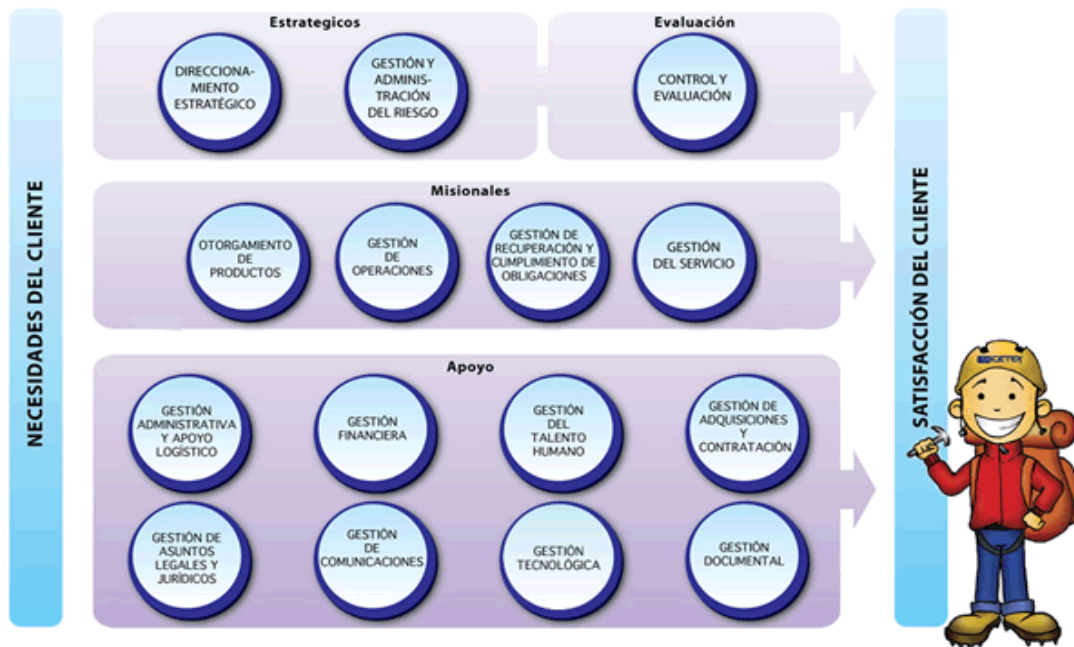 NECESIDADES DEL CLIENTE
Estrategicos
DIRECCIONA-
MIENTO
ESTRATÉGICO
GESTIÓN Y
ADMINIS-
TRACIÓN
DEL RIESGO
Evaluación
CONTROL Y
EVALUACIÓN
Misionales
OTORGAMIENTO
DE
PRODUCTOS
GESTIÓN
DE
OPERACIONES
GESTIÓN DE
RECUPERACIÓN Y
CUMPLIMIENTO DE
OBLIGACIONES
GESTIÓN
DEL SERVICIO
Apoyo
GESTIÓN
ADMINISTRATIVA
Y APOYO
LOGÍSTICO
GESTIÓN
FINANCIERA
GESTIÓN
DEL
TALENTO
HUMANO
GESTIÓN DE
ADQUISICIONES
Y
CONTRATACIÓN
GESTIÓN DE
ASUNTOS
LEGALES Y
JURÍDICOS
GESTIÓN
DE
COMUNICACIONES
GESTIÓN
TECNOLÓGICA
GESTIÓN
DOCUMENTAL
SATISFACCIÓN DEL CLIENTE
ICETEX